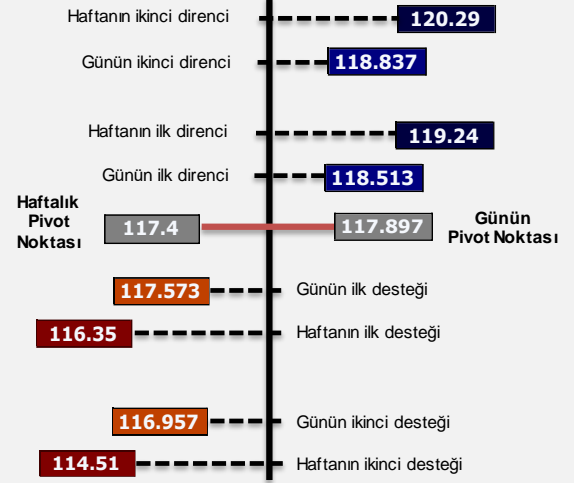 Haftanın ikinci direnci 120.29
Günün ikinci direnci 118.837
Haftanın ilk direnci 119.24
Günün ilk direnci 118.513
Haftalık
Pivot
Noktası
117.4
117.897
Günün
Pivot Noktası
117.573 Günün ilk desteği
116.35 Haftanın ilk desteği
116.957 Günün ikinci desteği
114.51 Haftanın ikinci desteği